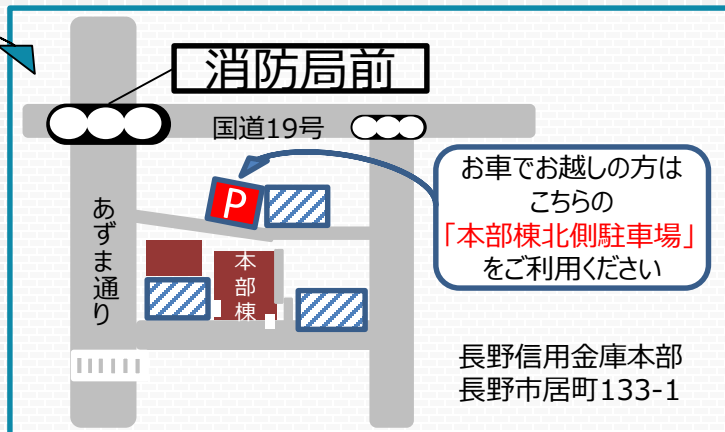 消防局前
国道19号
P
お車でお越しの方は
こちらの
「本部棟北側駐車場」
をご利用ください
あずま通り
本部棟
長野信用金庫本部
長野市居町133-1